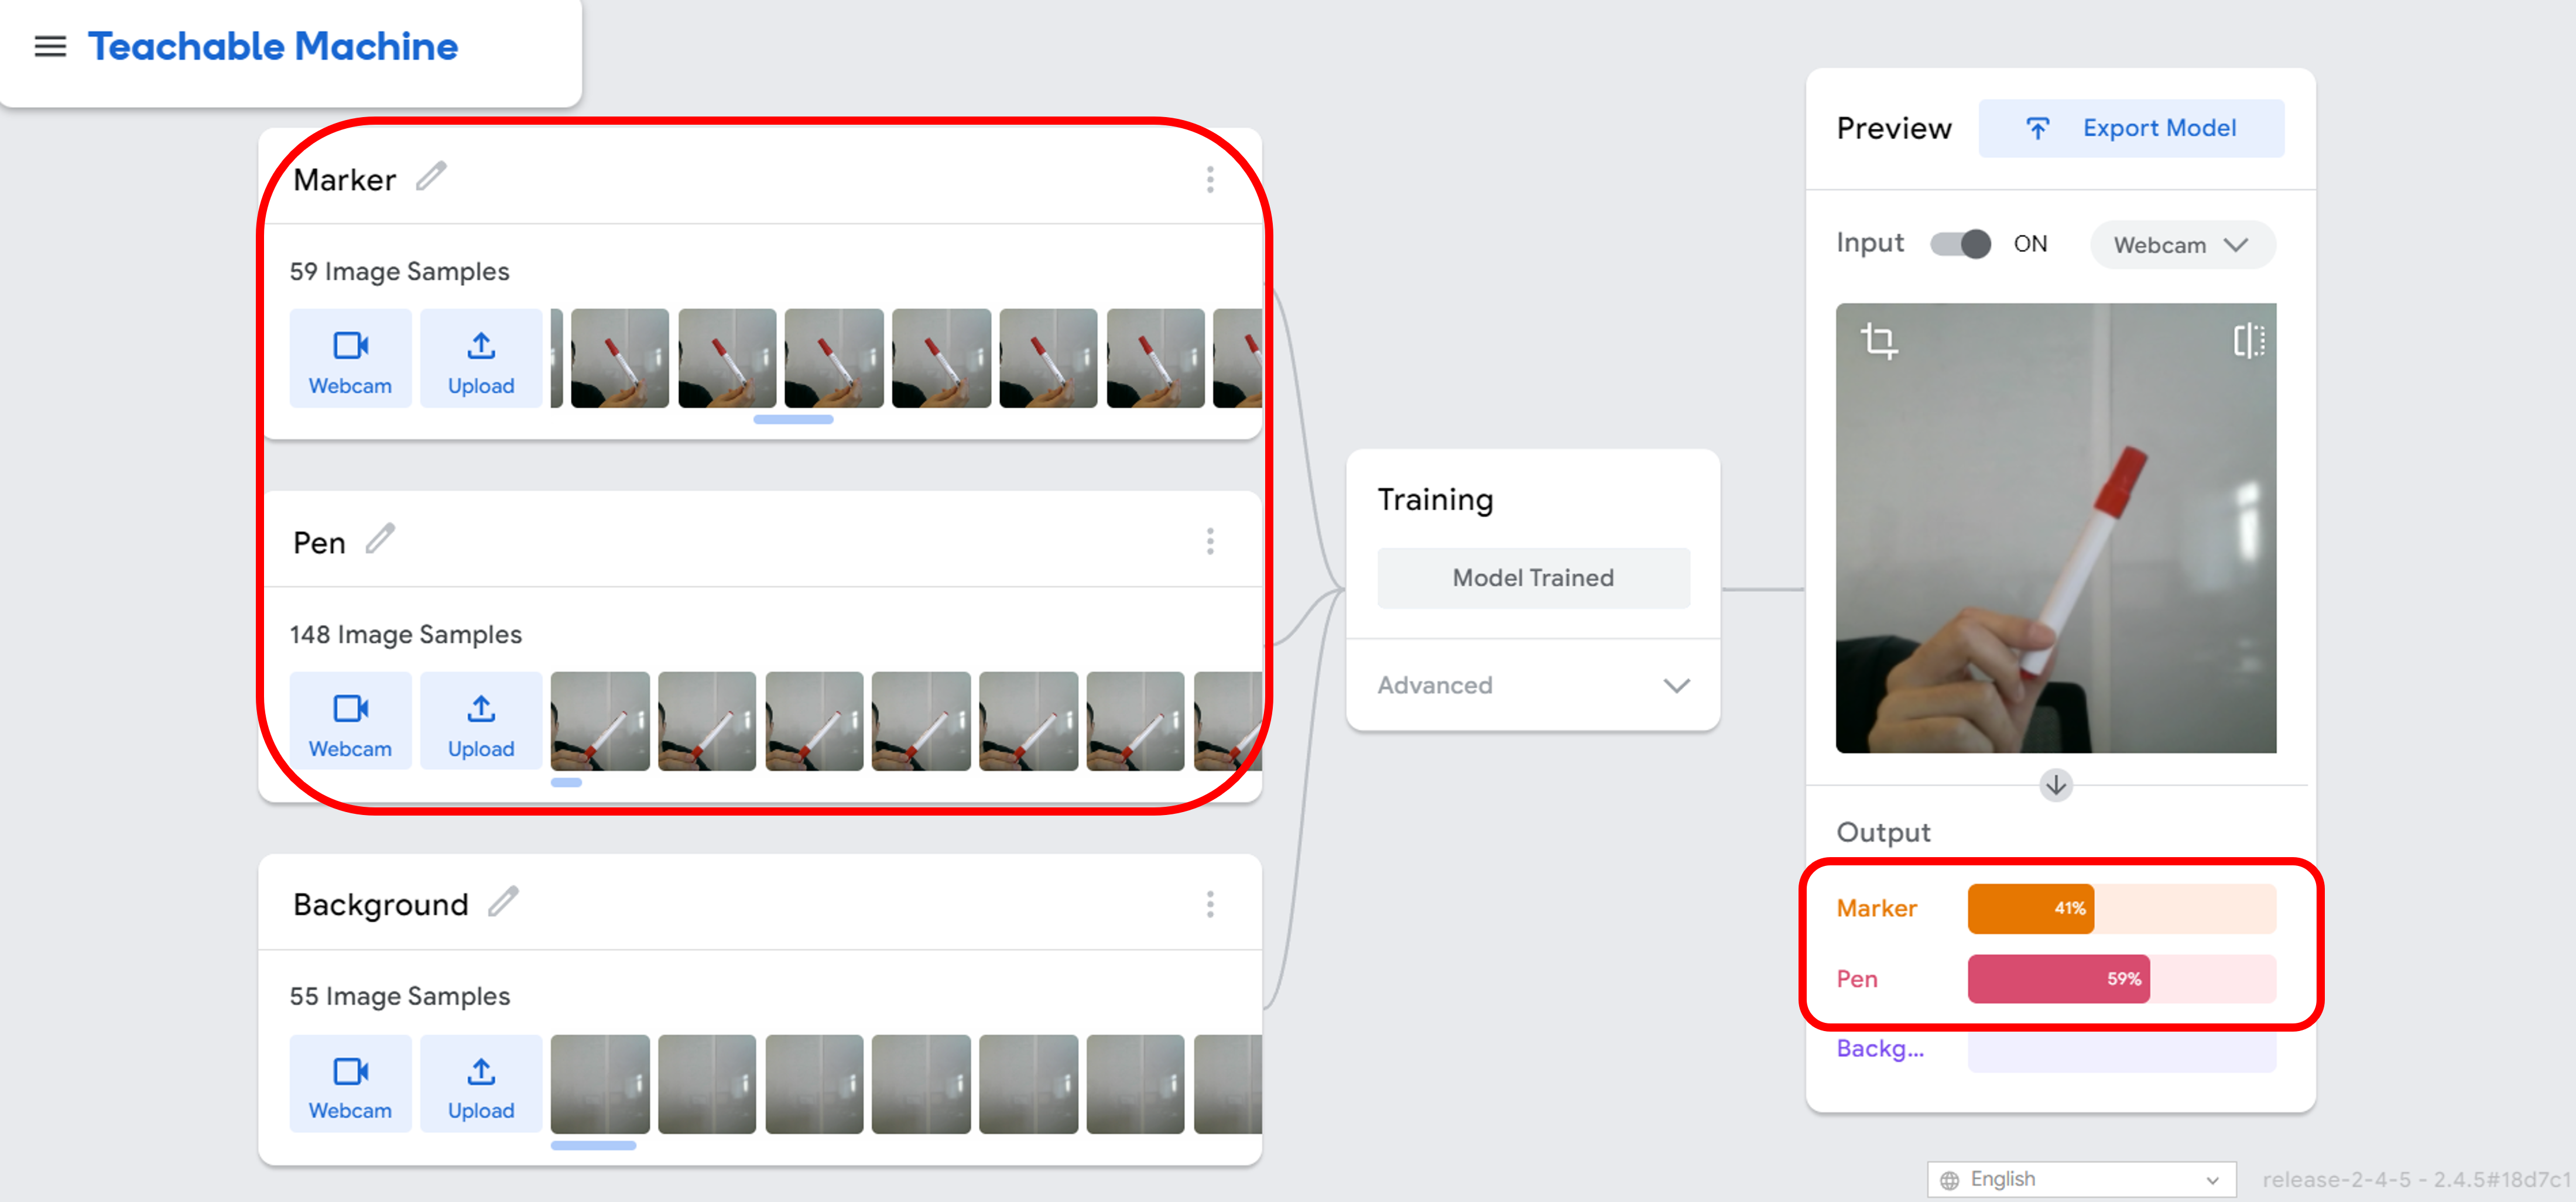 Teachable Machine
Marker
59 Image Samples
Webcam
Upload
Pen
148 Image Samples
Webcam
Upload
Background
55 Image Samples
Webcam
Upload
Training
Model Trained
Advanced
Preview
Export Model
Input
ON
Webcam
Output
Marker
41%
Pen
59%
Backg...
English
release-2-4-5 - 2.4.5#18d7c1